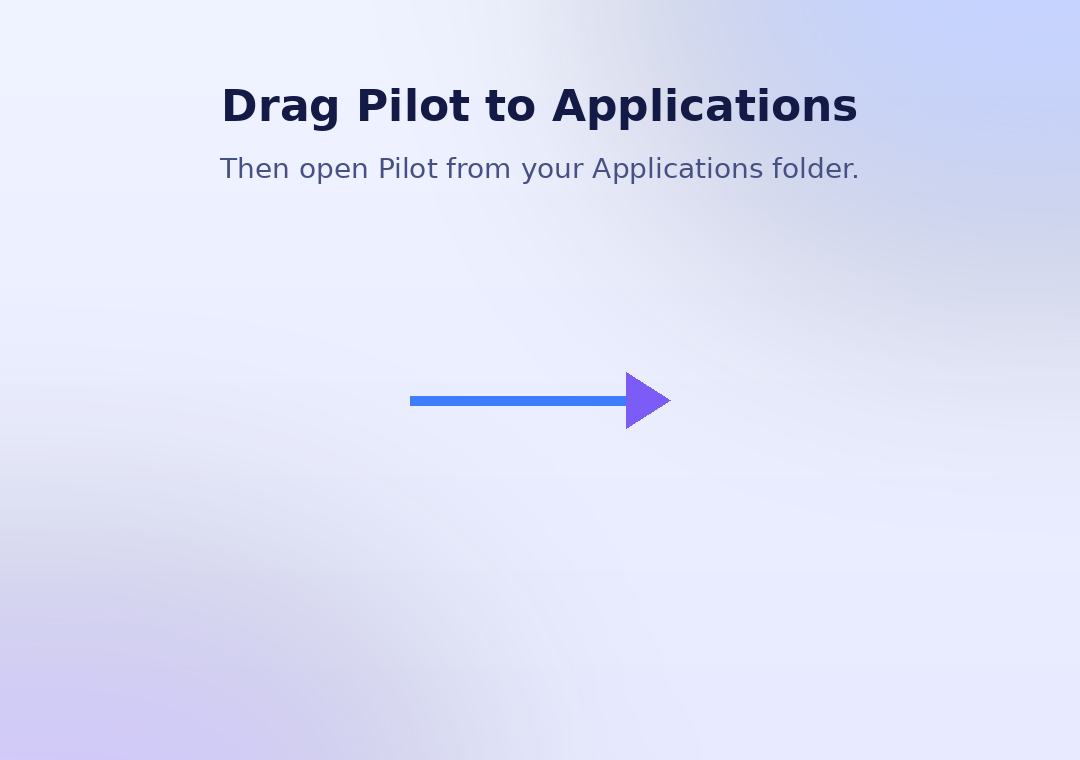 Drag Pilot to Applications
Then open Pilot from your Applications folder.